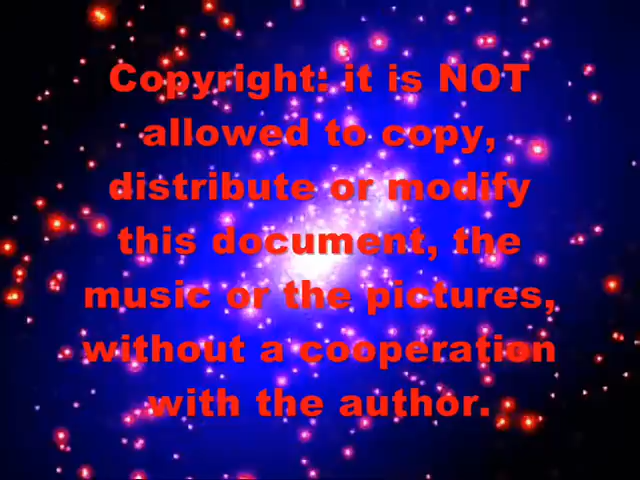 Copyright: it is NOT
allowed to copy,
distribute or modify
this document, the
music or the pictures,
without a cooperation
with the author.